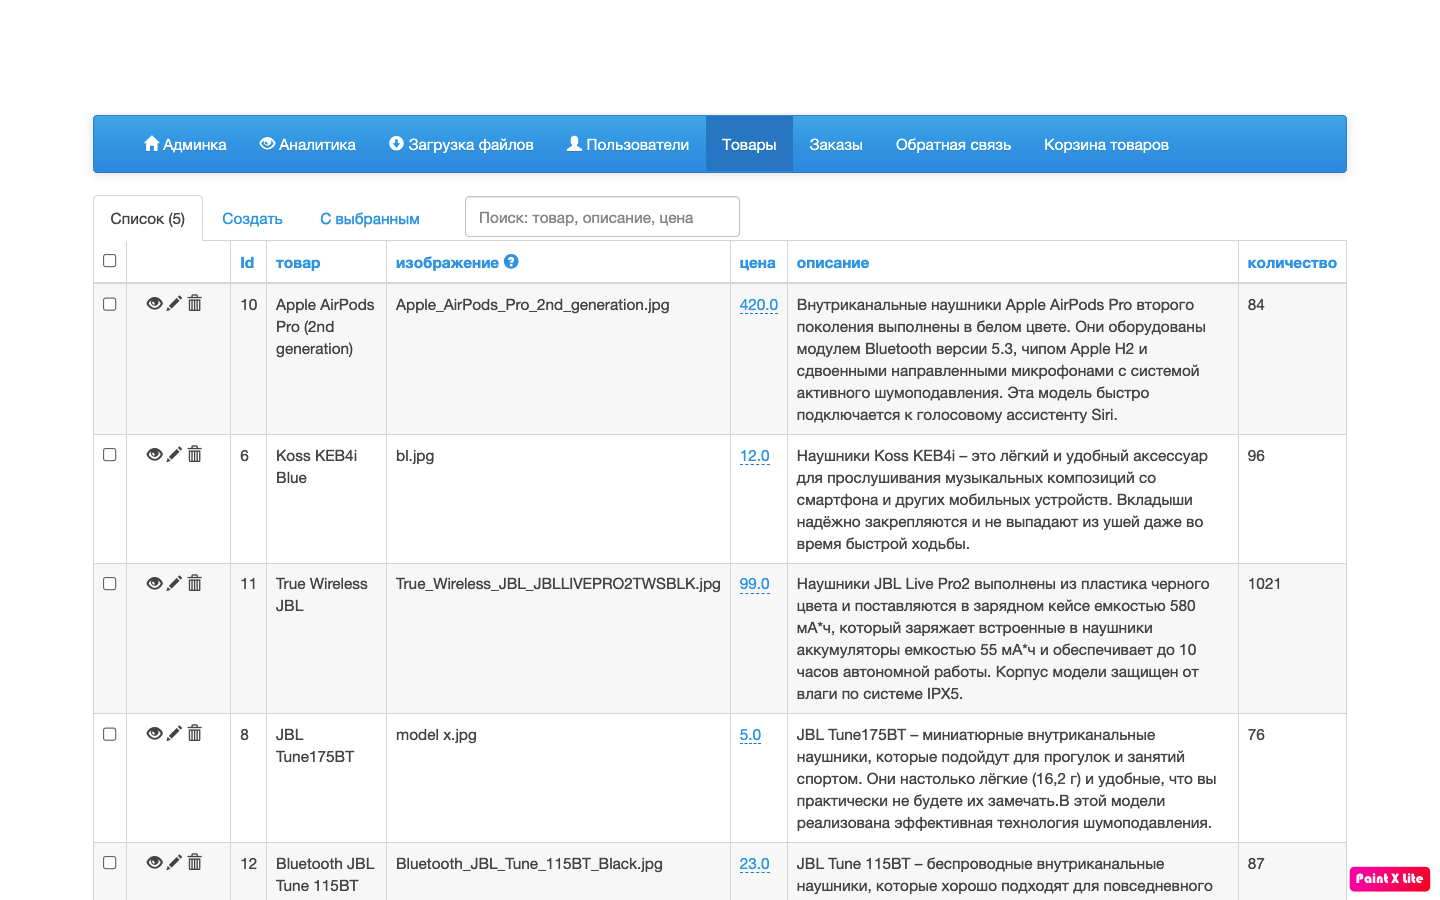 Админка Аналитика Загрузка файлов Пользователи Товары Заказы Обратная связь Корзина товаров
Список (5) Создать С выбранным Поиск: товар, описание, цена
Id товар изображение цена описание количество
10 Apple AirPods Apple_AirPods_Pro_2nd_generation.jpg 420.0 Внутриканальные наушники Apple AirPods Pro второго 84
Pro (2nd поколения выполнены в белом цвете. Они оборудованы
generation) модулем Bluetooth версии 5.3, чипом Apple H2 и
сдвоенными направленными микрофонами с системой
активного шумоподавления. Эта модель быстро
подключается к голосовому ассистенту Siri.
6 Koss KEB4i bl.jpg 12.0 Наушники Koss KEB4i – это лёгкий и удобный аксессуар 96
Blue для прослушивания музыкальных композиций со
смартфона и других мобильных устройств. Вкладыши
надёжно закрепляются и не выпадают из ушей даже во
время быстрой ходьбы.
11 True Wireless True_Wireless_JBL_JBLLIVEPRO2TWSBLK.jpg 99.0 Наушники JBL Live Pro2 выполнены из пластика черного 1021
JBL цвета и поставляются в зарядном кейсе емкостью 580
мА*ч, который заряжает встроенные в наушники
аккумуляторы емкостью 55 мА*ч и обеспечивает до 10
часов автономной работы. Корпус модели защищен от
влаги по системе IPX5.
8 JBL model x.jpg 5.0 JBL Tune175BT – миниатюрные внутриканальные 76
Tune175BT наушники, которые подойдут для прогулок и занятий
спортом. Они настолько лёгкие (16,2 г) и удобные, что вы
практически не будете их замечать.В этой модели
реализована эффективная технология шумоподавления.
12 Bluetooth JBL Bluetooth_JBL_Tune_115BT_Black.jpg 23.0 JBL Tune 115BT – беспроводные внутриканальные 87
Tune 115BT наушники, которые хорошо подходят для повседневного
Paint X Lite